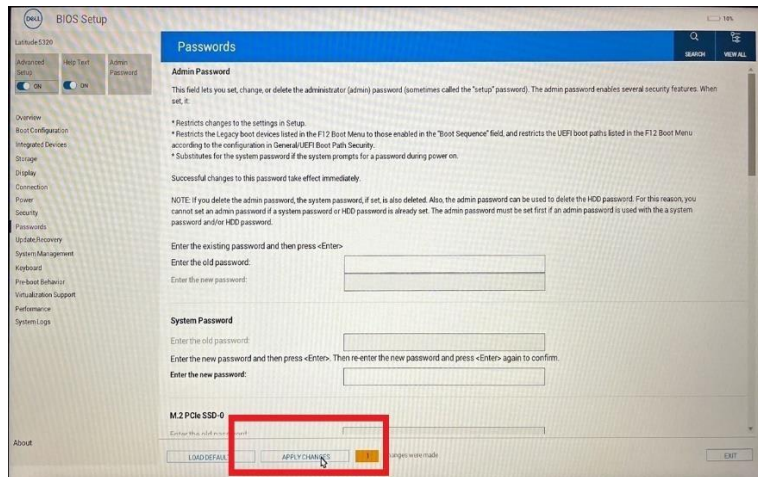 DELL BIOS Setup
10%
Latitude 5320
Passwords
SEARCH
VIEW ALL
Advanced Setup
ON
Help Text
ON
Admin Password
Overview
Boot Configuration
Integrated Devices
Storage
Display
Connection
Power
Security
Passwords
Update,Recovery
System Management
Keyboard
Pre-boot Behavior
Virtualization Support
Performance
System Logs
About
Admin Password
This field lets you set, change, or delete the administrator (admin) password (sometimes called the "setup" password). The admin password enables several security features. When
set, it:
* Restricts changes to the settings in Setup.
* Restricts the Legacy boot devices listed in the F12 Boot Menu to those enabled in the "Boot Sequence" field, and restricts the UEFI boot paths listed in the F12 Boot Menu
according to the configuration in General/UEFI Boot Path Security.
* Substitutes for the system password if the system prompts for a password during power on.
Successful changes to this password take effect immediately.
NOTE: If you delete the admin password, the system password, if set, is also deleted. Also, the admin password can be used to delete the HDD password. For this reason, you
cannot set an admin password if a system password or HDD password is already set. The admin password must be set first if an admin password is used with the a system
password and/or HDD password.
Enter the existing password and then press <Enter>
Enter the old password:
Enter the new password:
System Password
Enter the old password:
Enter the new password and then press <Enter>. Then re-enter the new password and press <Enter> again to confirm.
Enter the new password:
M.2 PCIe SSD-0
Enter the old
LOAD DEFAUL
APPLY CHANGES
were made
EXIT